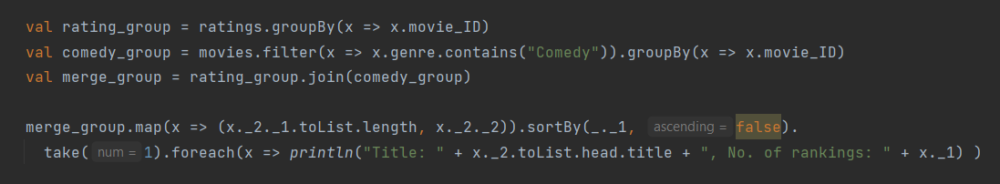 val rating_group = ratings.groupBy(x => x.movie_ID)
val comedy_group = movies.filter(x => x.genre.contains("Comedy")).groupBy(x => x.movie_ID)
val merge_group = rating_group.join(comedy_group)
merge_group.map(x => (x._2._1.toList.length, x._2._2)).sortBy(_._1, ascending = false).
take( num = 1).foreach(x => println("Title: " + x._2.toList.head.title + ", No. of rankings: " + x._1) )